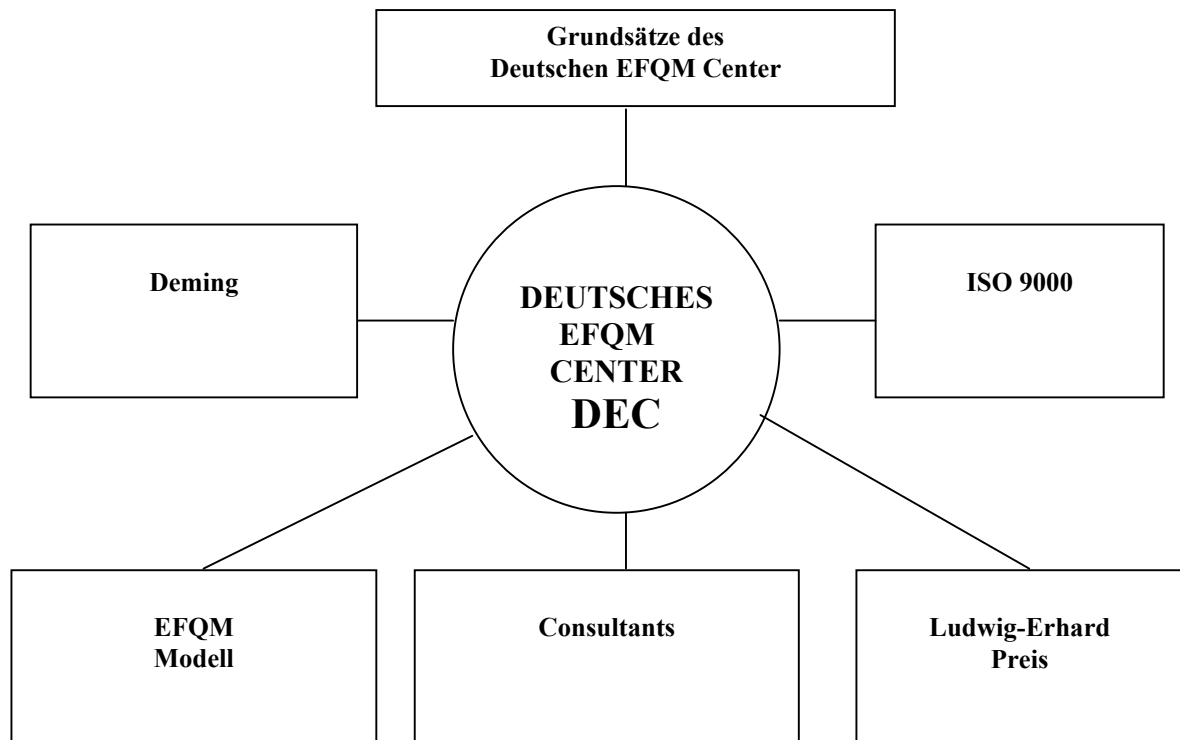 Grundsätze des
Deutschen EFQM Center
Deming
DEUTSCHES
EFQM
CENTER
DEC
ISO 9000
EFQM
Modell
Consultants
Ludwig-Erhard
Preis